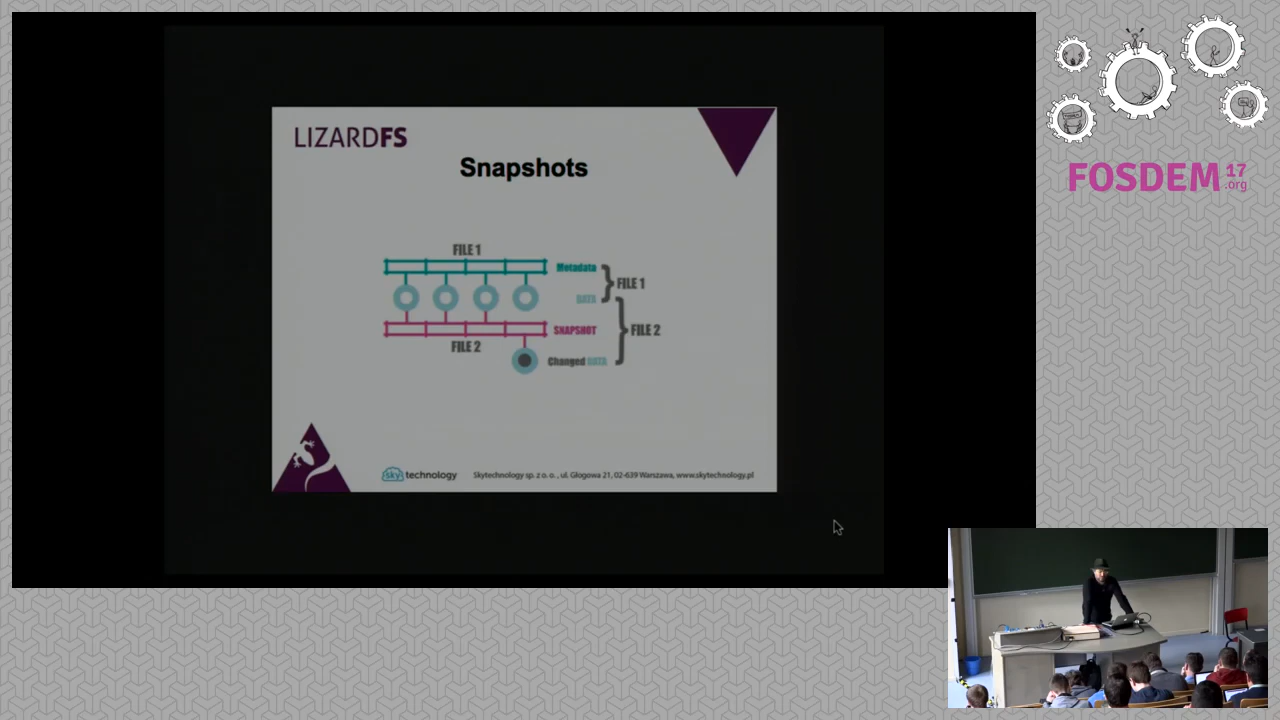 LIZARDFS
Snapshots
FILE 1
Metadata
FILE 1
DATA
SNAPSHOT
FILE 2
FILE 2
Changed DATA
sky technology
Skytechnology sp. z o. o., ul. Głogowa 21, 02-639 Warszawa, www.skytechnology.pl
FOSDEM 17
.org